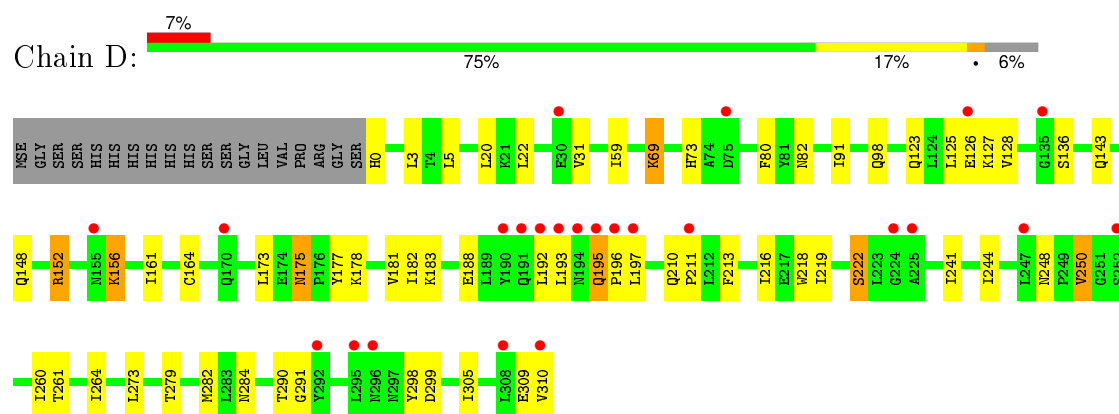 7%
Chain D:
75% 17% • 6%
MSE GLY SER SER HIS HIS HIS HIS HIS HIS SER SER GLY LEU VAL PRO ARG GLY SER H0 L3 T4 I5 L20 K21 L22 E30 V31 I59 K69 H73 A74 D75 F80 Y81 N82 I91 Q98 Q123 L124 L125 E126 K127 V128 G135 S136 Q143
Q148 R152 N155 K156 I161 C164 Q170 L173 E174 N175 P176 Y177 K178 V181 I182 K183 E188 L189 Y190 Q191 L192 L193 N194 Q195 P196 L197 Q210 P211 L212 F213 I216 E217 W218 I219 S222 L223 G224 A225 I241 I244 L247 N248 P249 V250 G251 S252
I260 T261 I264 L273 T279 M282 L283 N284 T290 G291 Y292 L295 N296 N297 Y298 D299 I305 L308 E309 V310